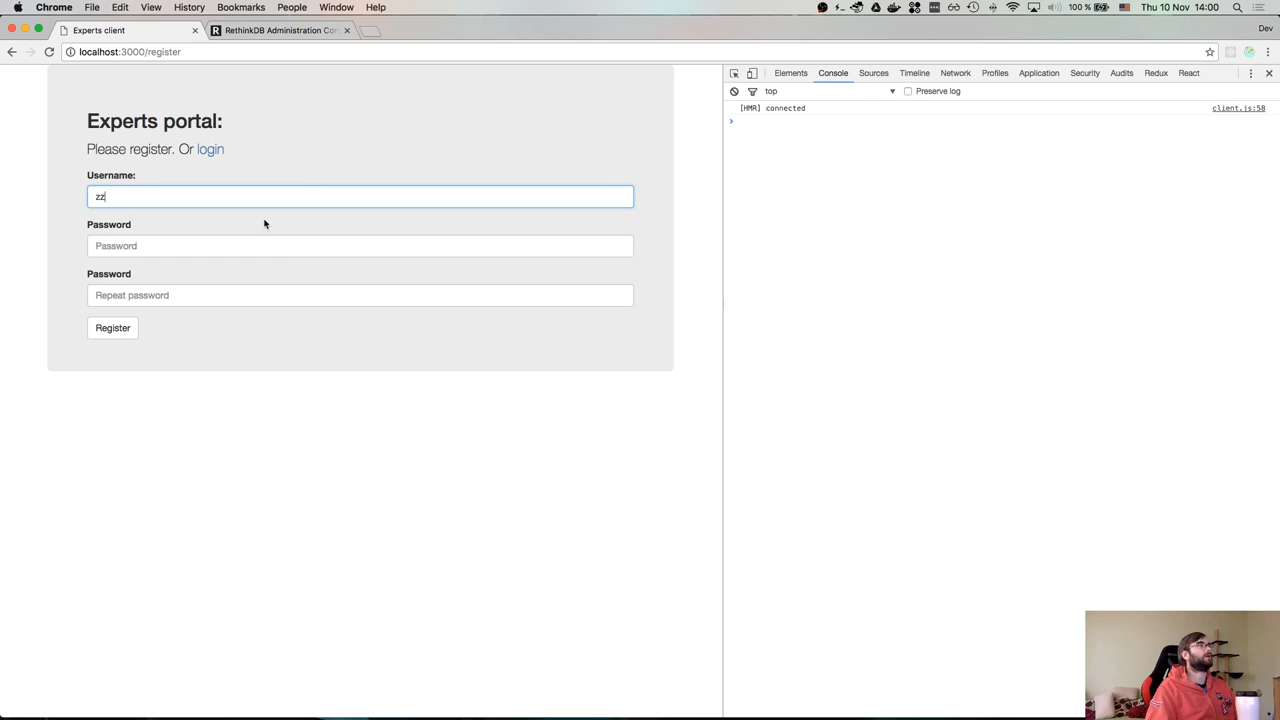 Chrome File Edit View History Bookmarks People Window Help 100 % Thu 10 Nov 14:00
Experts client RethinkDB Administration Con Dev
localhost:3000/register
Elements Console Sources Timeline Network Profiles Application Security Audits Redux React
top Preserve log
[HMR] connected client.js:58
Experts portal:
Please register. Or login
Username:
zz
Password
Password
Password
Repeat password
Register